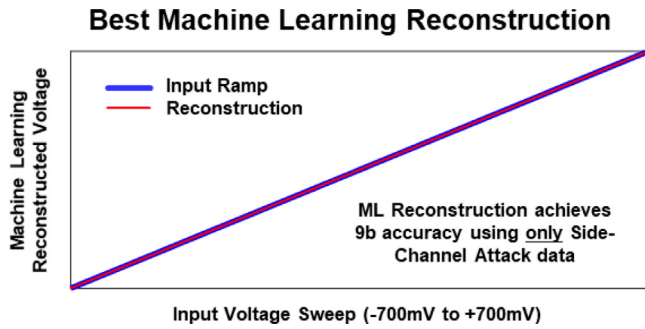 Best Machine Learning Reconstruction
Machine Learning
Reconstructed Voltage
Input Ramp
Reconstruction
ML Reconstruction achieves
9b accuracy using only Side-
Channel Attack data
Input Voltage Sweep (-700mV to +700mV)